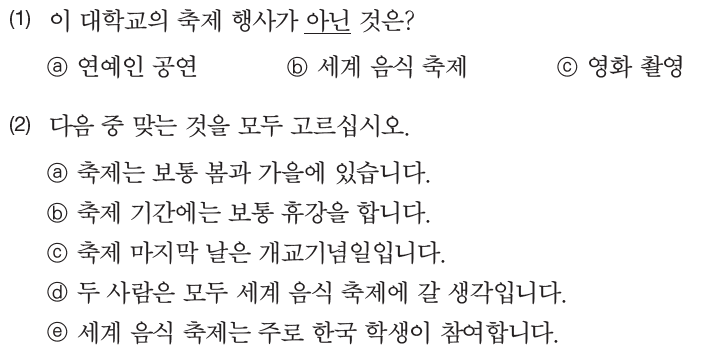 (1) 이 대학교의 축제 행사가 아닌 것은?
ⓐ 연예인 공연 ⓑ 세계 음식 축제 ⓒ 영화 촬영
(2) 다음 중 맞는 것을 모두 고르십시오.
ⓐ 축제는 보통 봄과 가을에 있습니다.
ⓑ 축제 기간에는 보통 휴강을 합니다.
ⓒ 축제 마지막 날은 개교기념일입니다.
ⓓ 두 사람은 모두 세계 음식 축제에 갈 생각입니다.
ⓔ 세계 음식 축제는 주로 한국 학생이 참여합니다.